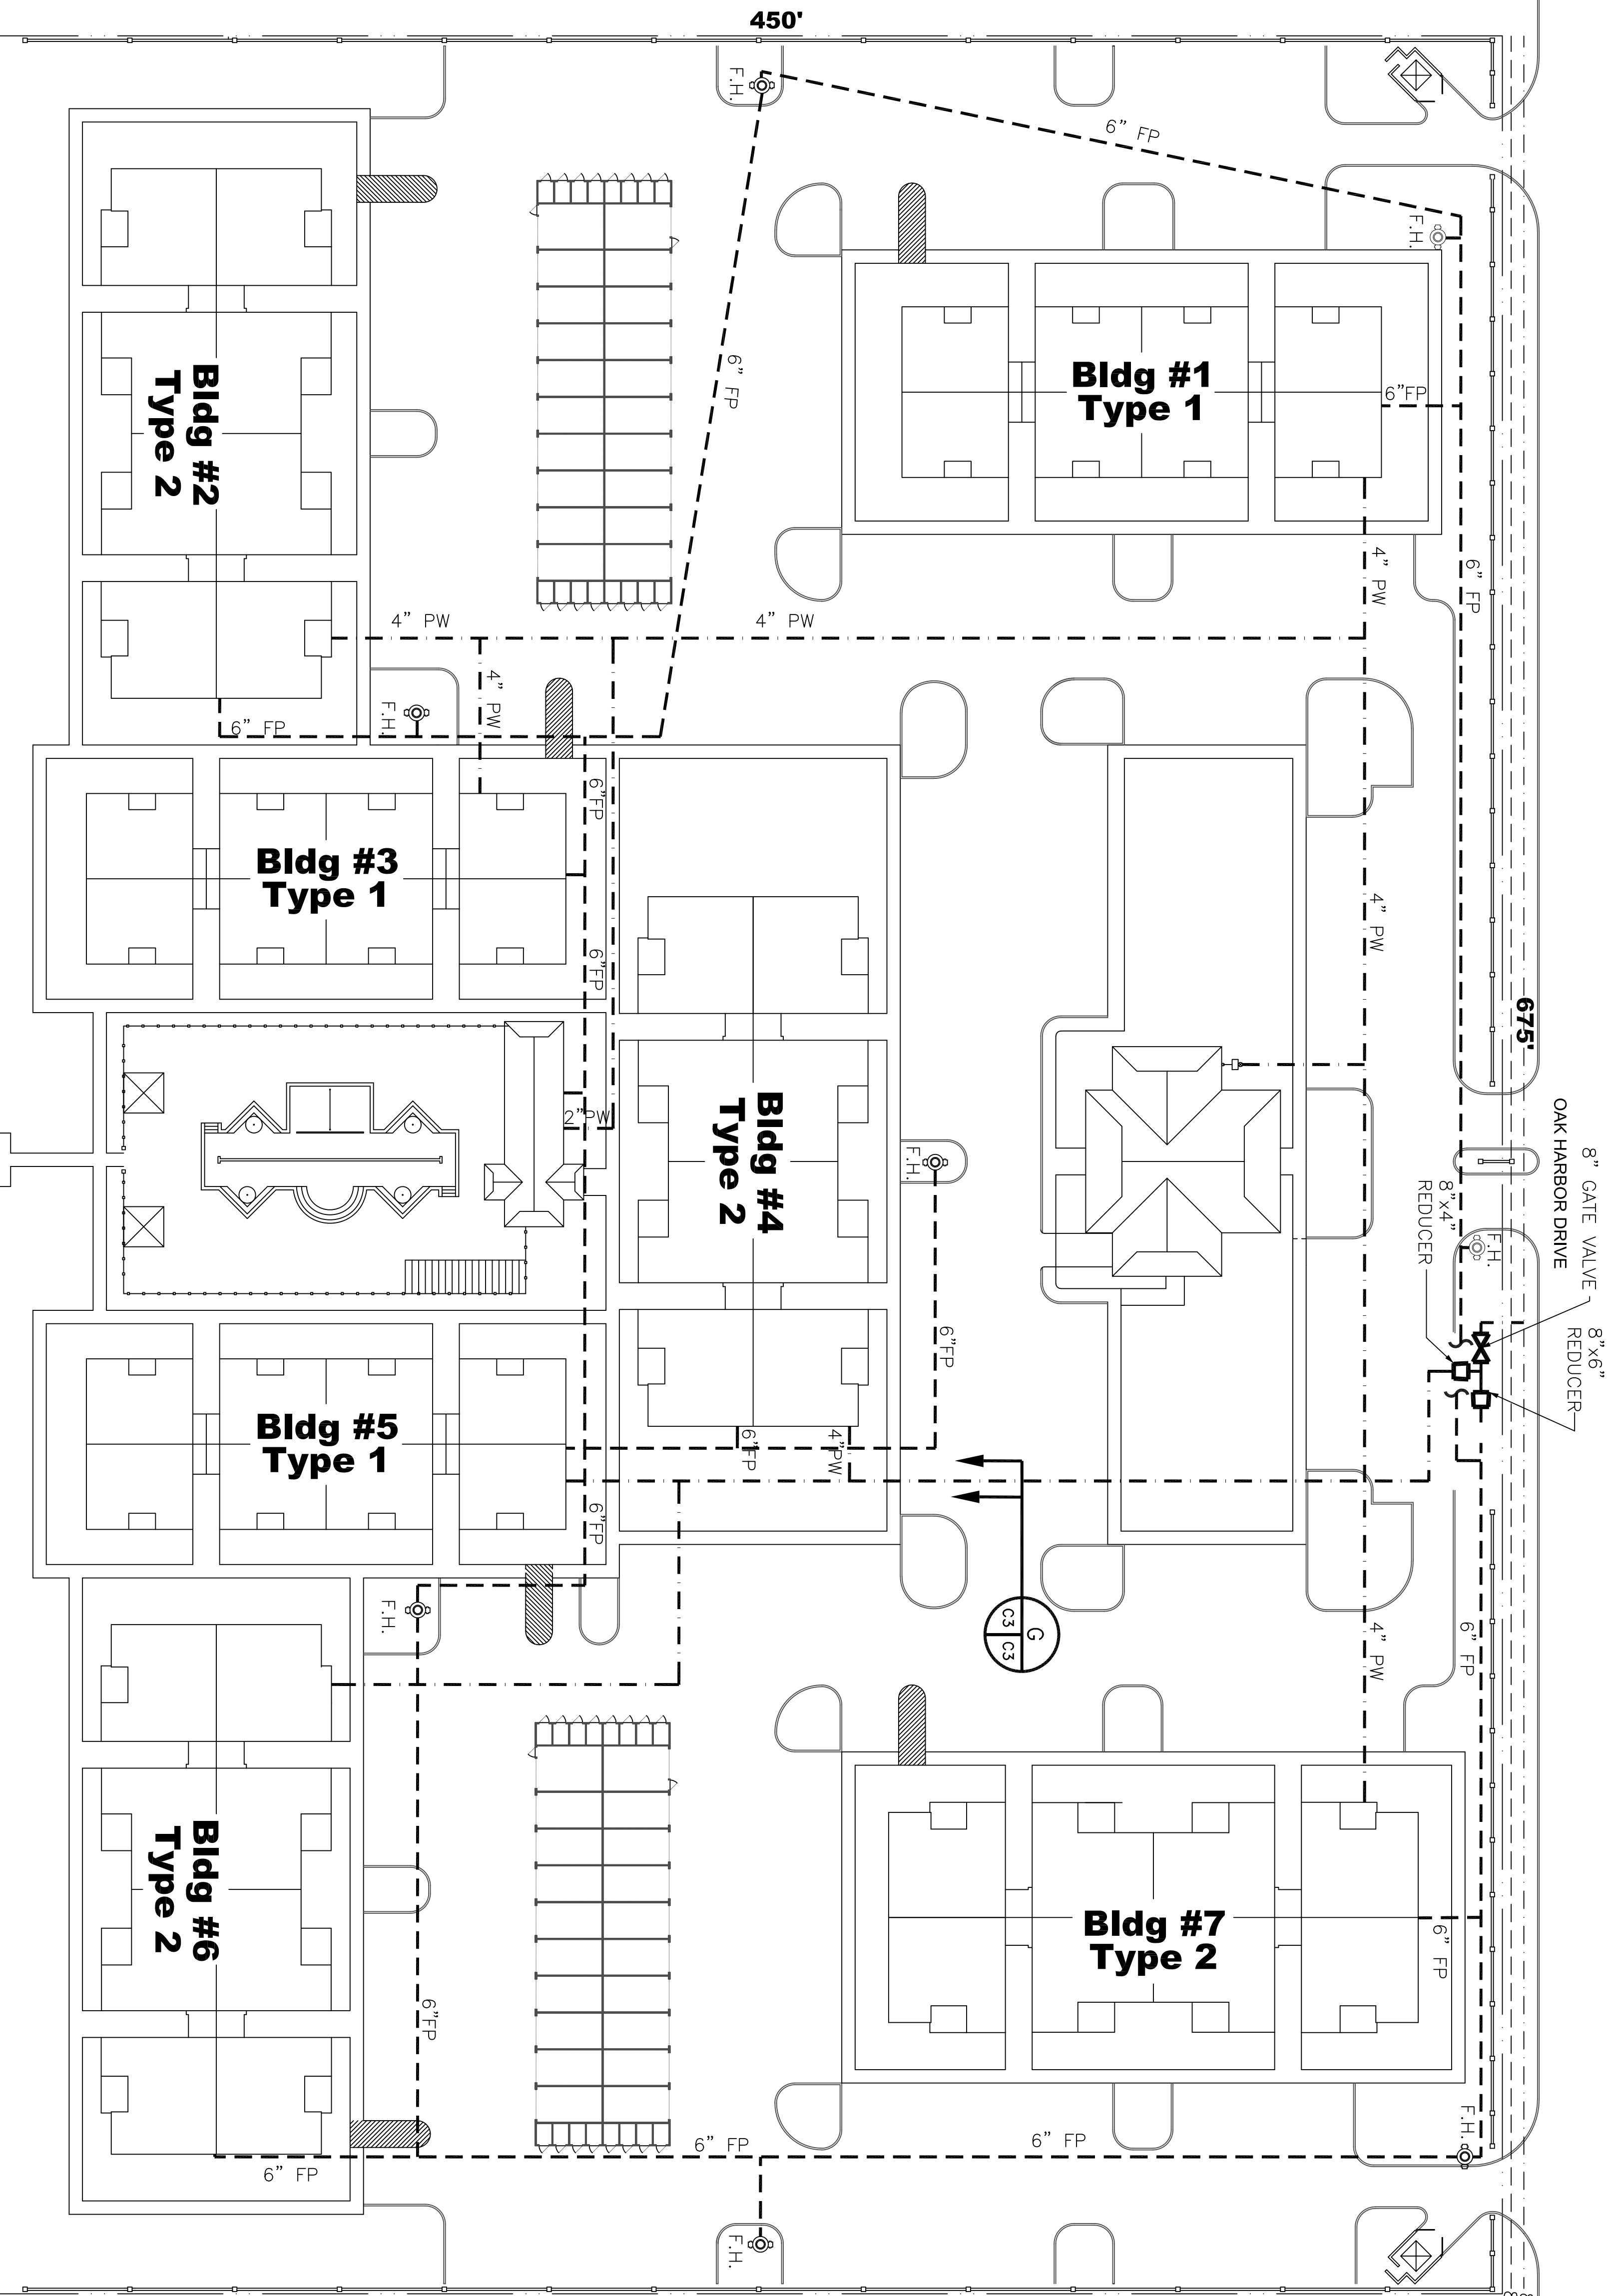 450'
F.H.
6" FP
F.H.
6" FP
Bldg #1
Type 1
6"FP
Bldg #2
Type 2
4" PW
6" FP
4" PW
4" PW
4" PW
F.H.
6" FP
6"FP
Bldg #3
Type 1
4" PW
6"FP
675'
OAK HARBOR DRIVE
2"PW
Bldg #4
Type 2
F.H.
8" GATE VALVE
8"x4"
REDUCER
F.H.
8"x6"
REDUCER
6"FP
Bldg #5
Type 1
6"FP
4"PW
6"FP
F.H.
G
C3
C3
4" PW
6" FP
Bldg #6
Type 2
Bldg #7
Type 2
6" FP
6"FP
F.H.
6" FP
6" FP
6" FP
F.H.